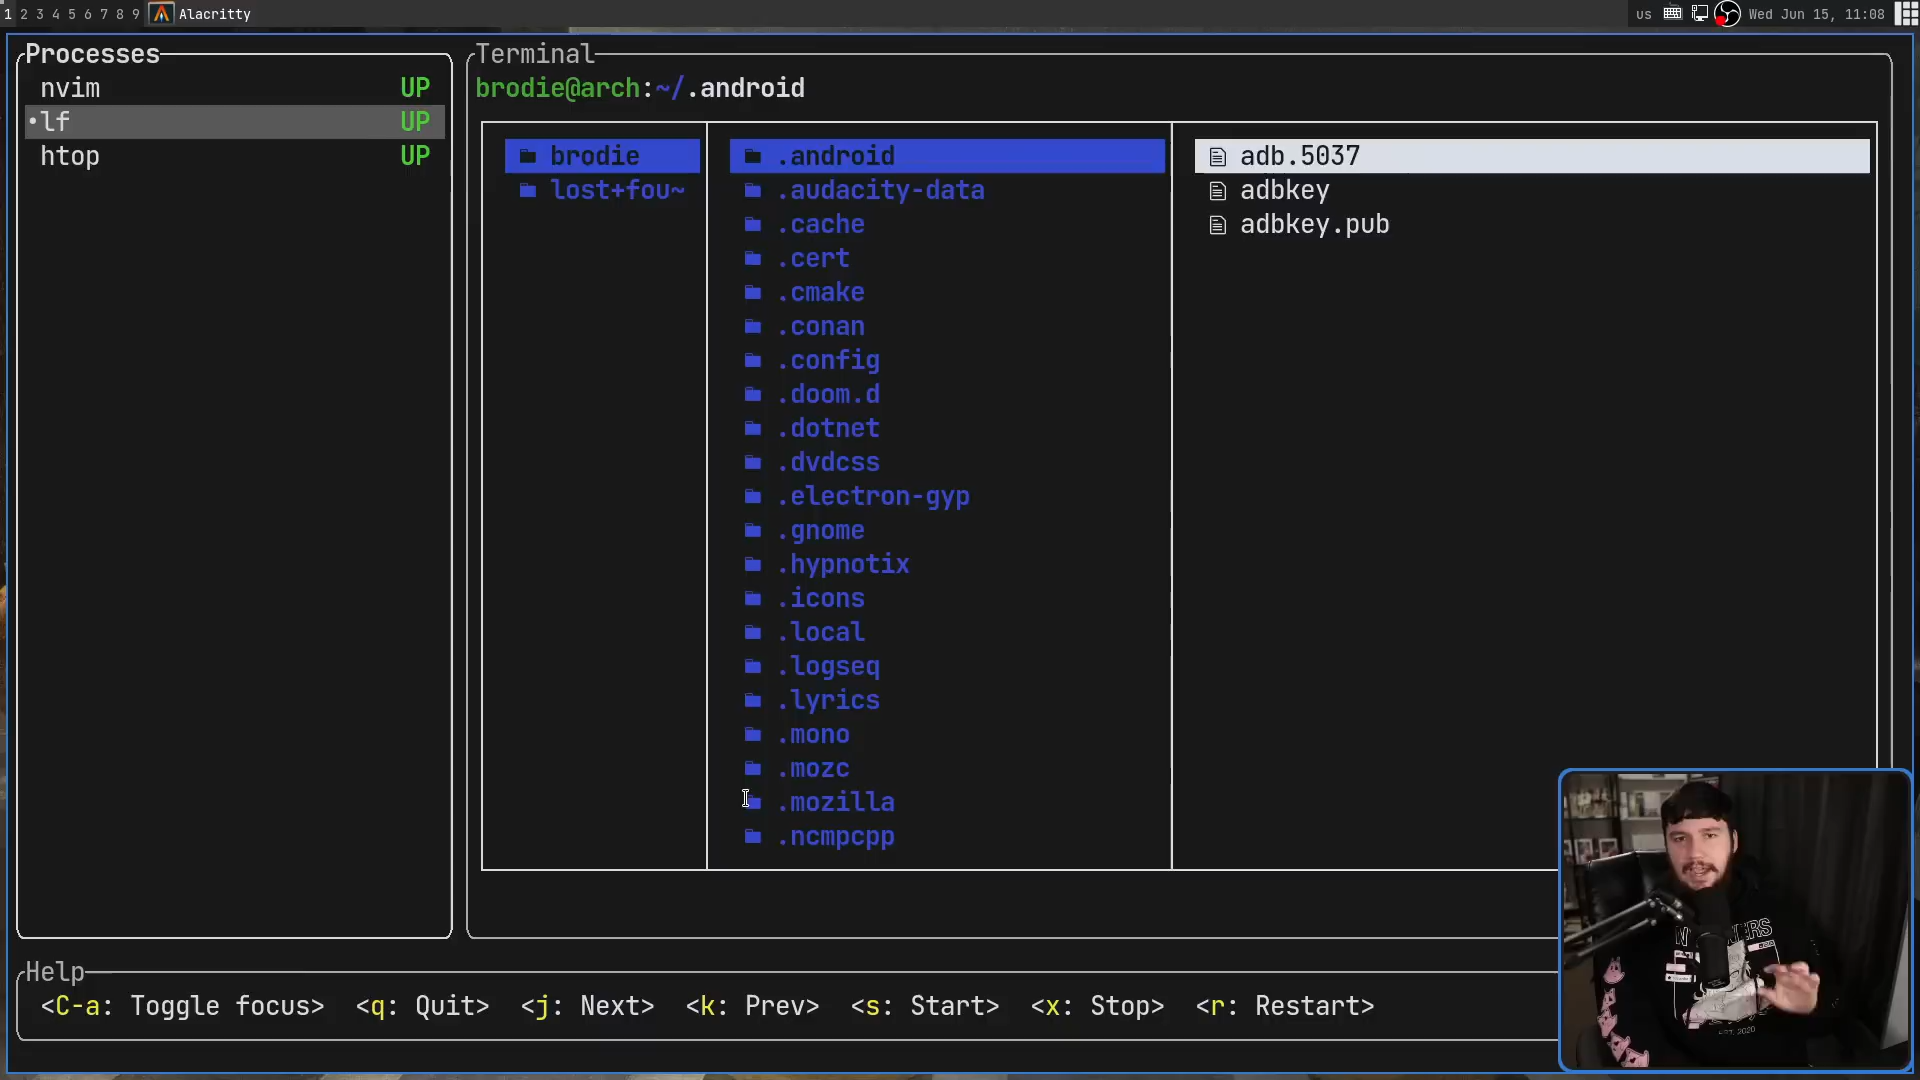 1 2 3 4 5 6 7 8 9 Alacritty us Wed Jun 15, 11:08
Processes
nvim UP
•lf UP
htop UP
Terminal
brodie@arch:~/.android
brodie
lost+fou~
.android
.audacity-data
.cache
.cert
.cmake
.conan
.config
.doom.d
.dotnet
.dvdcss
.electron-gyp
.gnome
.hypnotix
.icons
.local
.logseq
.lyrics
.mono
.mozc
.mozilla
.ncmpcpp
adb.5037
adbkey
adbkey.pub
Help
<C-a: Toggle focus> <q: Quit> <j: Next> <k: Prev> <s: Start> <x: Stop> <r: Restart>